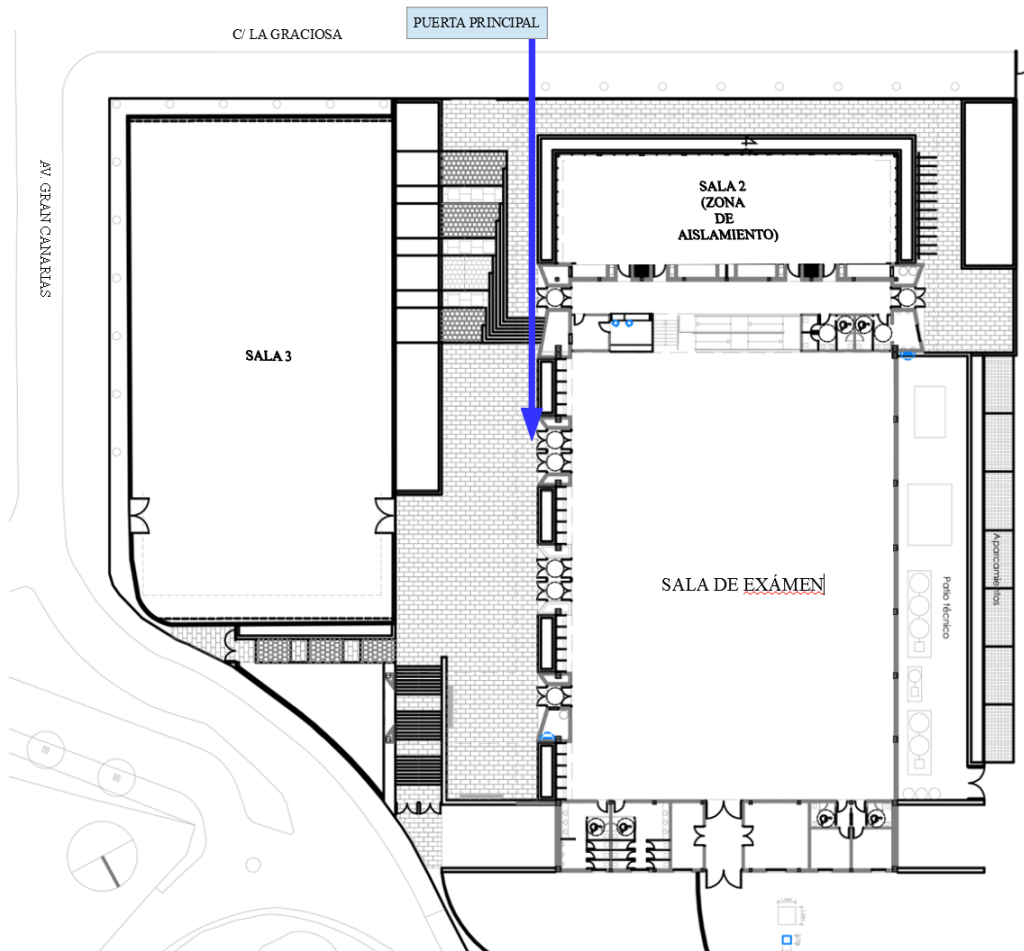 C/ LA GRACIOSA
PUERTA PRINCIPAL
AV. GRAN CANARIAS
SALA 2
(ZONA
DE
AISLAMIENTO)
SALA 3
SALA DE EXÁMEN
Patio técnico
Aparcamientos